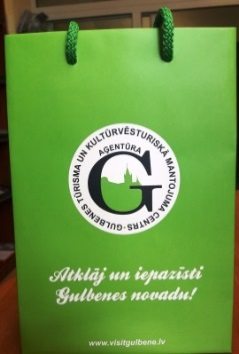 GULBENES TŪRISMA UN KULTŪRVĒSTURISKĀ MANTOJUMA CENTRS
AĢENTŪRA
G
Atklāj un iepazīsti
Gulbenes novadu!
www.visitgulbene.lv